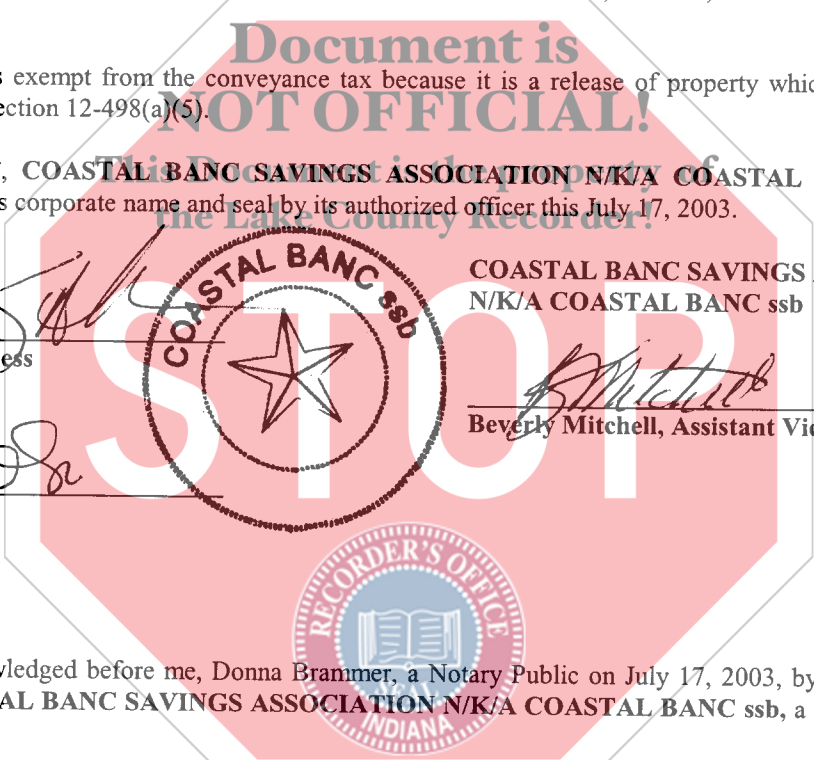 Document is
s exempt from the conveyance tax because it is a release of property whic
ection 12-498(a)(5).
NOT OFFICIAL!
This Document is the property of
, COASTAL BANC SAVINGS ASSOCIATION N/K/A COASTAL
s corporate name and seal by its authorized officer this July 17, 2003.
the Lake County Recorder!
COASTAL BANC ssb
COASTAL BANC SAVINGS
N/K/A COASTAL BANC ssb
STOP
ess
Beverly Mitchell, Assistant Vi
RECORDER'S OFFICE
SEAL
INDIANA
wledged before me, Donna Brammer, a Notary Public on July 17, 2003, by
AL BANC SAVINGS ASSOCIATION N/K/A COASTAL BANC ssb, a